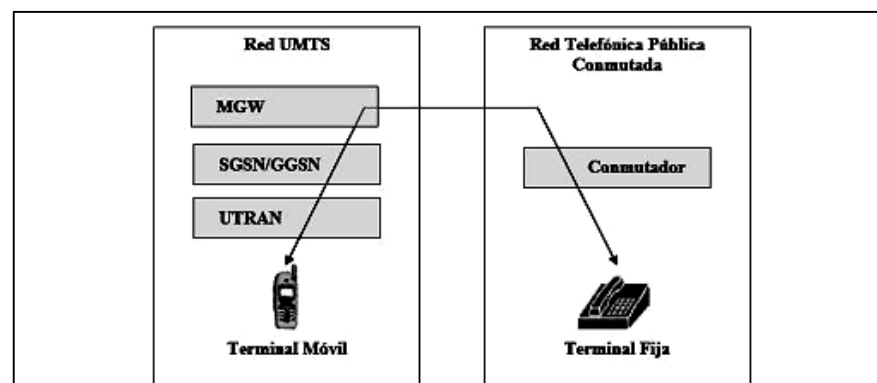 Red UMTS
MGW
SGSN/GGSN
UTRAN
Terminal Móvil
Red Telefónica Pública
Conmutada
Conmutador
Terminal Fija